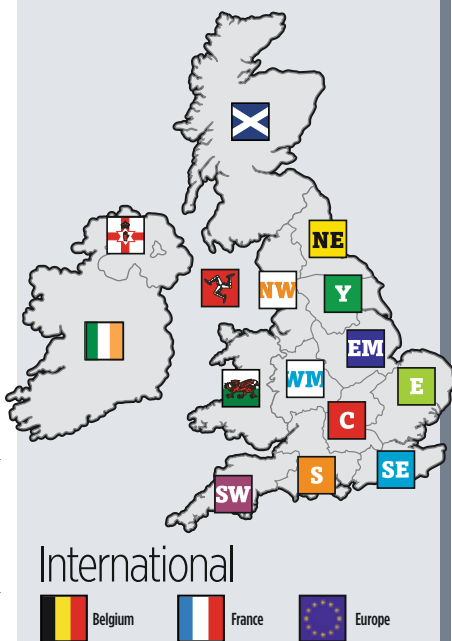 NE
NW
Y
EM
WM
E
C
S
SE
SW
International
Belgium France Europe